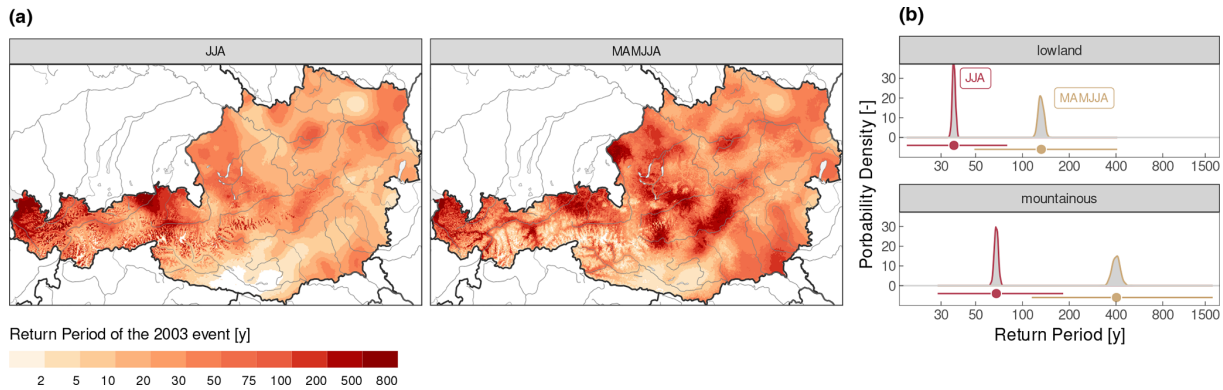 (a)
JJA
MAMJJA
Return Period of the 2003 event [y]
2 5 10 20 30 50 75 100 200 500 800
(b)
lowland
30
20
10
0
JJA
MAMJJA
30 50 100 200 400 800 1500
mountainous
30
20
10
0
30 50 100 200 400 800 1500
Return Period [y]
Porbability Density [-]